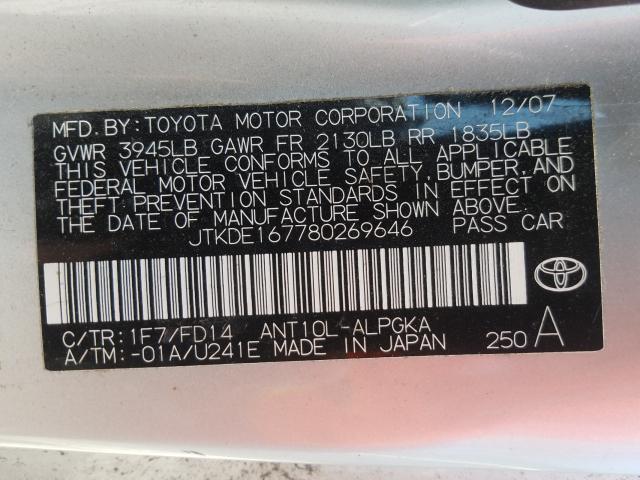 MFD. BY: TOYOTA MOTOR CORPORATION 12/07
GVWR 3945LB GAWR FR 2130LB RR 1835LB
THIS VEHICLE CONFORMS TO ALL APPLICABLE
FEDERAL MOTOR VEHICLE SAFETY, BUMPER, AND
THEFT PREVENTION STANDARDS IN EFFECT ON
THE DATE OF MANUFACTURE SHOWN ABOVE.
JTKDE167780269646 PASS CAR
C/TR: 1F7/FD14 ANT10L-ALPGKA
A/TM: -01A/U241E MADE IN JAPAN 250 A